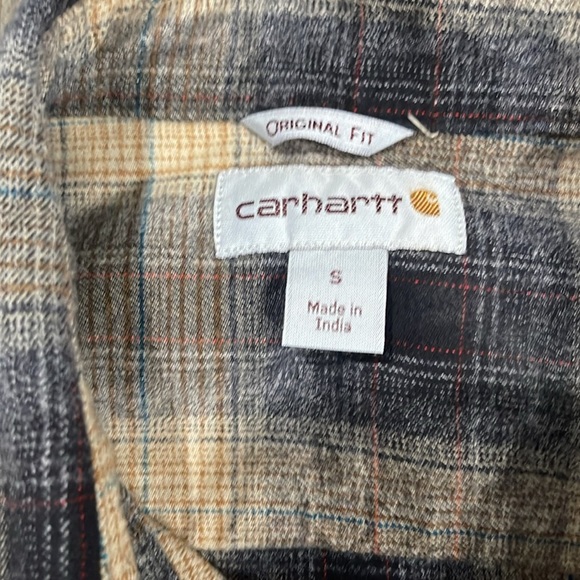 ORIGINAL FIT
carhartt
S
Made in
India